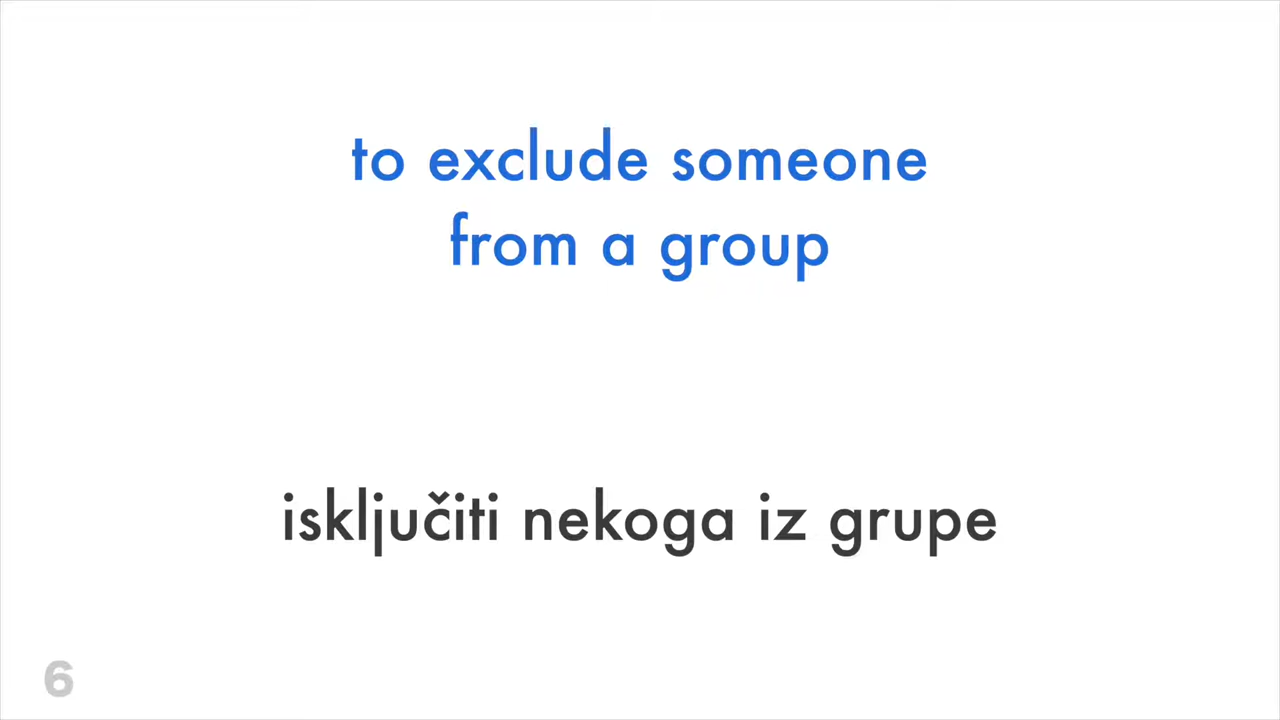 to exclude someone
from a group
isključiti nekoga iz grupe
6